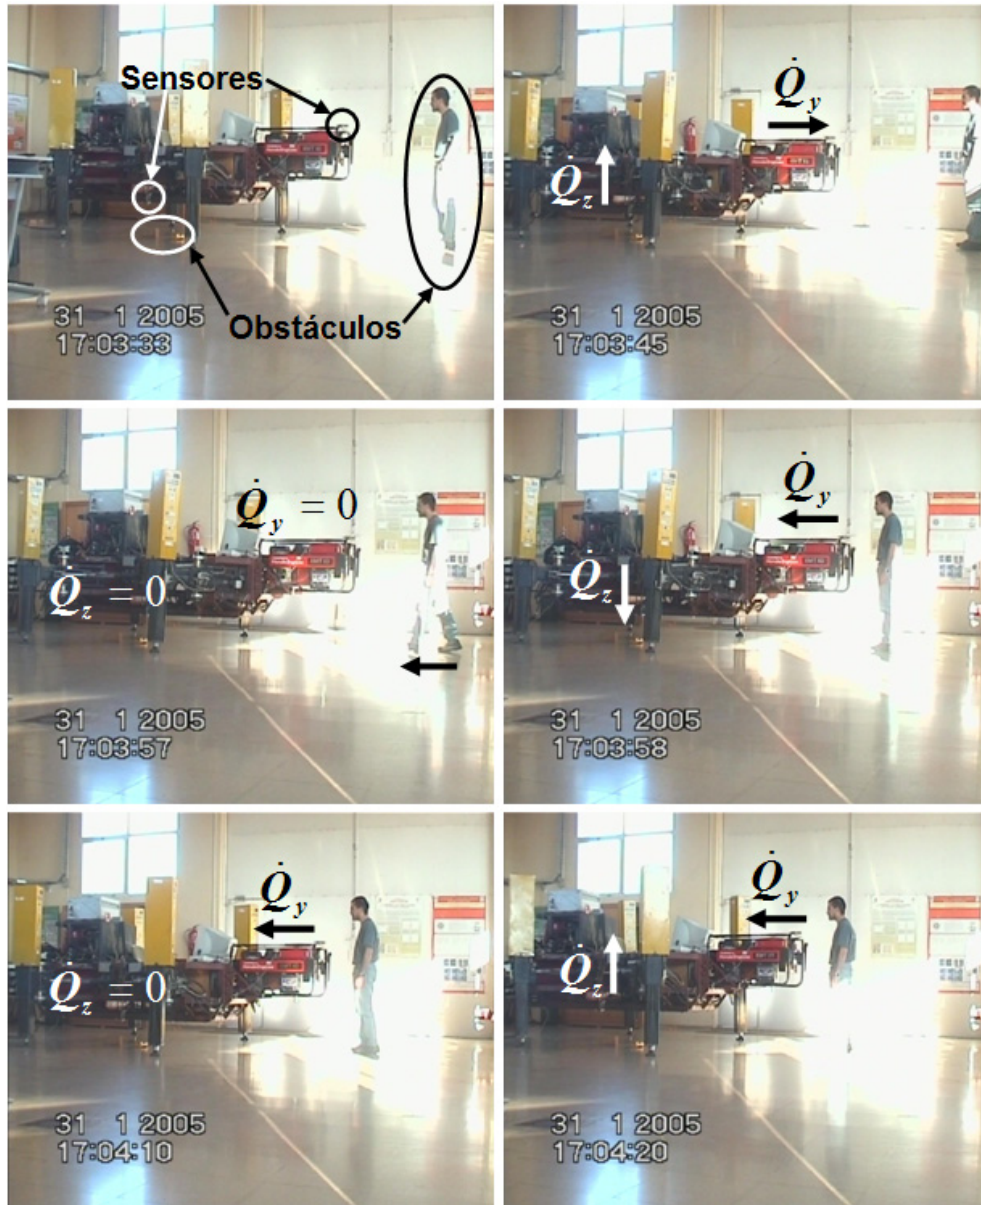 Sensores
Obstáculos
31 1 2005
17:03:33
Q̇y
Q̇z
31 1 2005
17:03:45
Q̇y = 0
Q̇z = 0
31 1 2005
17:03:57
Q̇y
Q̇z
31 1 2005
17:03:58
Q̇y
Q̇z = 0
31 1 2005
17:04:10
Q̇y
Q̇z
31 1 2005
17:04:20